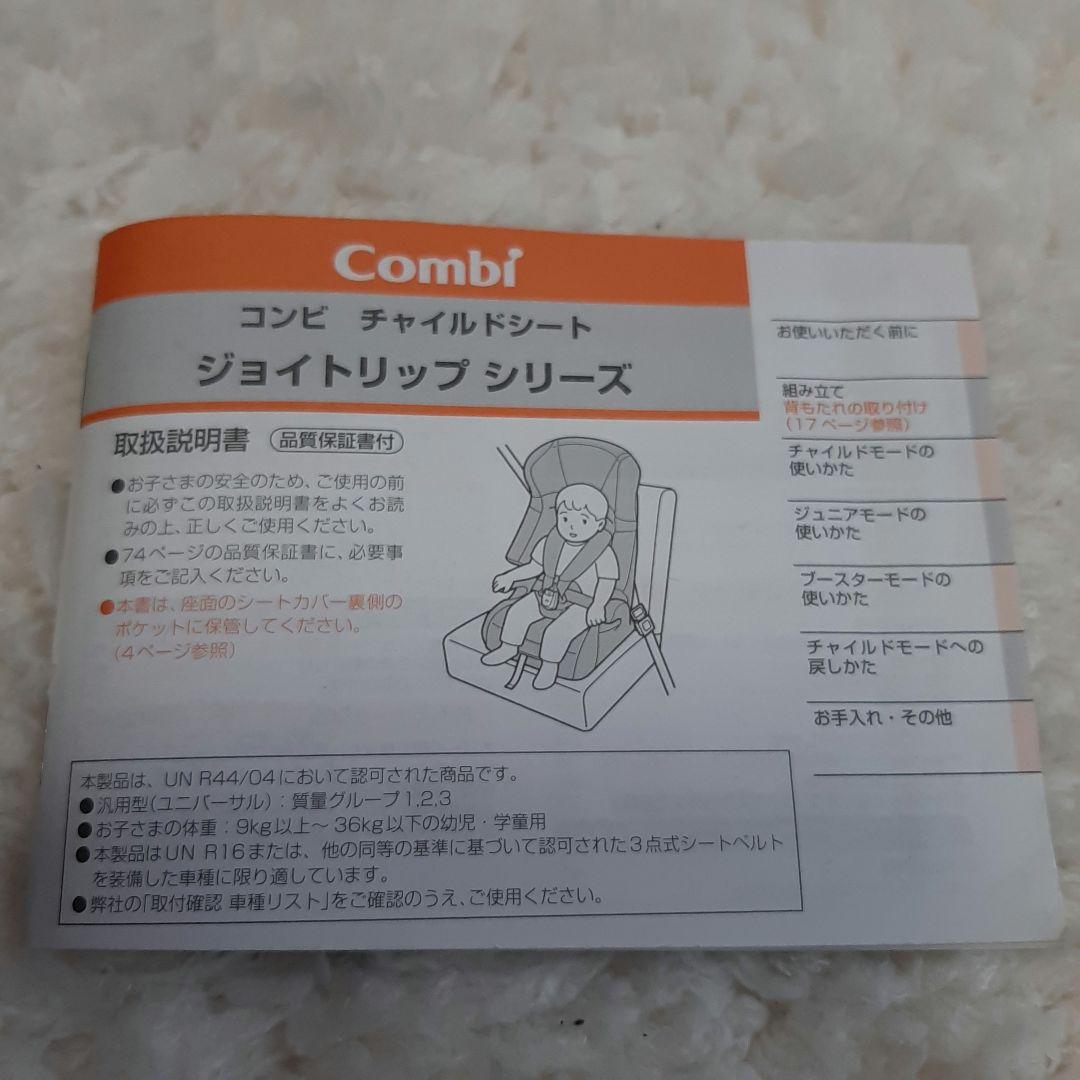 Combi
コンビ　チャイルドシート
ジョイトリップ シリーズ
取扱説明書 品質保証書付
●お子さまの安全のため、ご使用の前
に必ずこの取扱説明書をよくお読
みの上、正しくご使用ください。
●74ページの品質保証書に、必要事
項をご記入ください。
●本書は、座面のシートカバー裏側の
ポケットに保管してください。
(4ページ参照)
お使いいただく前に
組み立て
背もたれの取り付け
(17ページ参照)
チャイルドモードの
使いかた
ジュニアモードの
使いかた
ブースターモードの
使いかた
チャイルドモードへの
戻しかた
お手入れ・その他
本製品は、UN R44/04において認可された商品です。
●汎用型(ユニバーサル)：質量グループ1,2,3
●お子さまの体重：9kg以上～36kg以下の幼児・学童用
●本製品はUN R16または、他の同等の基準に基づいて認可された3点式シートベルト
を装備した車種に限り適しています。
●弊社の「取付確認 車種リスト」をご確認のうえ、ご使用ください。